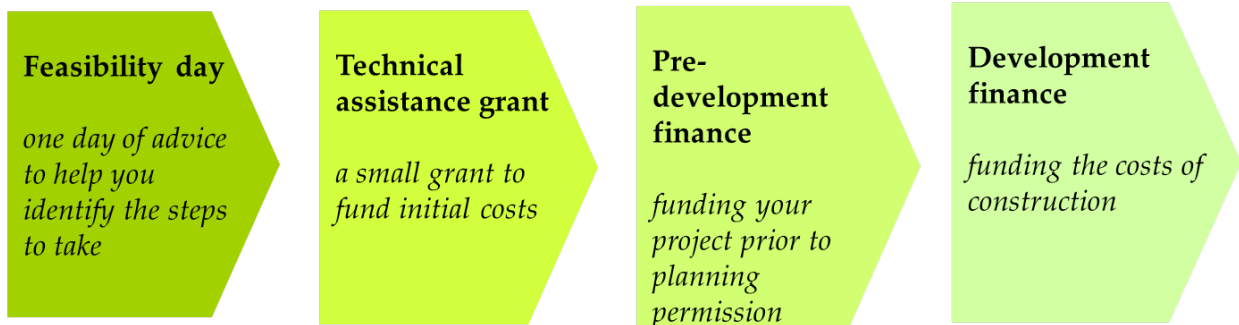 Feasibility day
one day of advice
to help you
identify the steps
to take
Technical
assistance grant
a small grant to
fund initial costs
Pre-
development
finance
funding your
project prior to
planning
permission
Development
finance
funding the costs of
construction